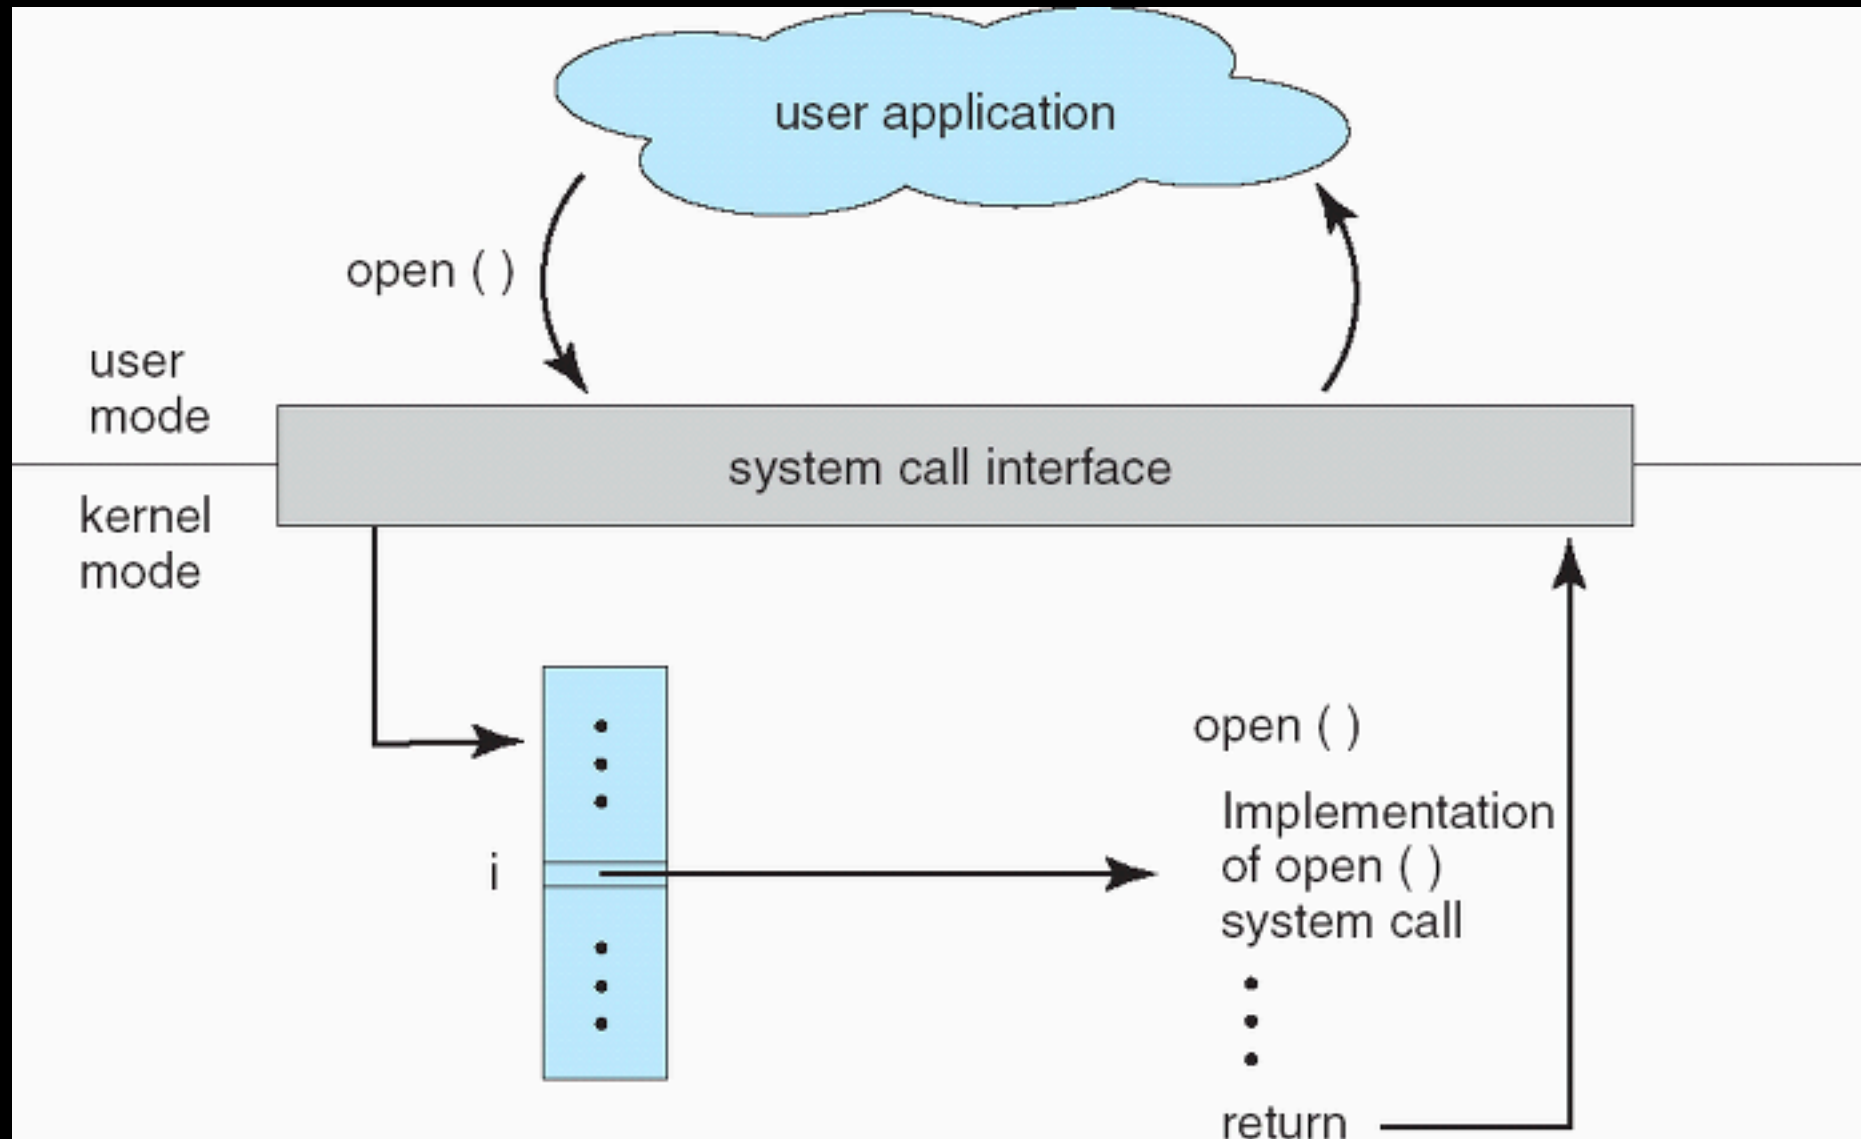 user application
open ( )
user
mode
system call interface
kernel
mode
open ( )
Implementation
of open ( )
system call
i
return